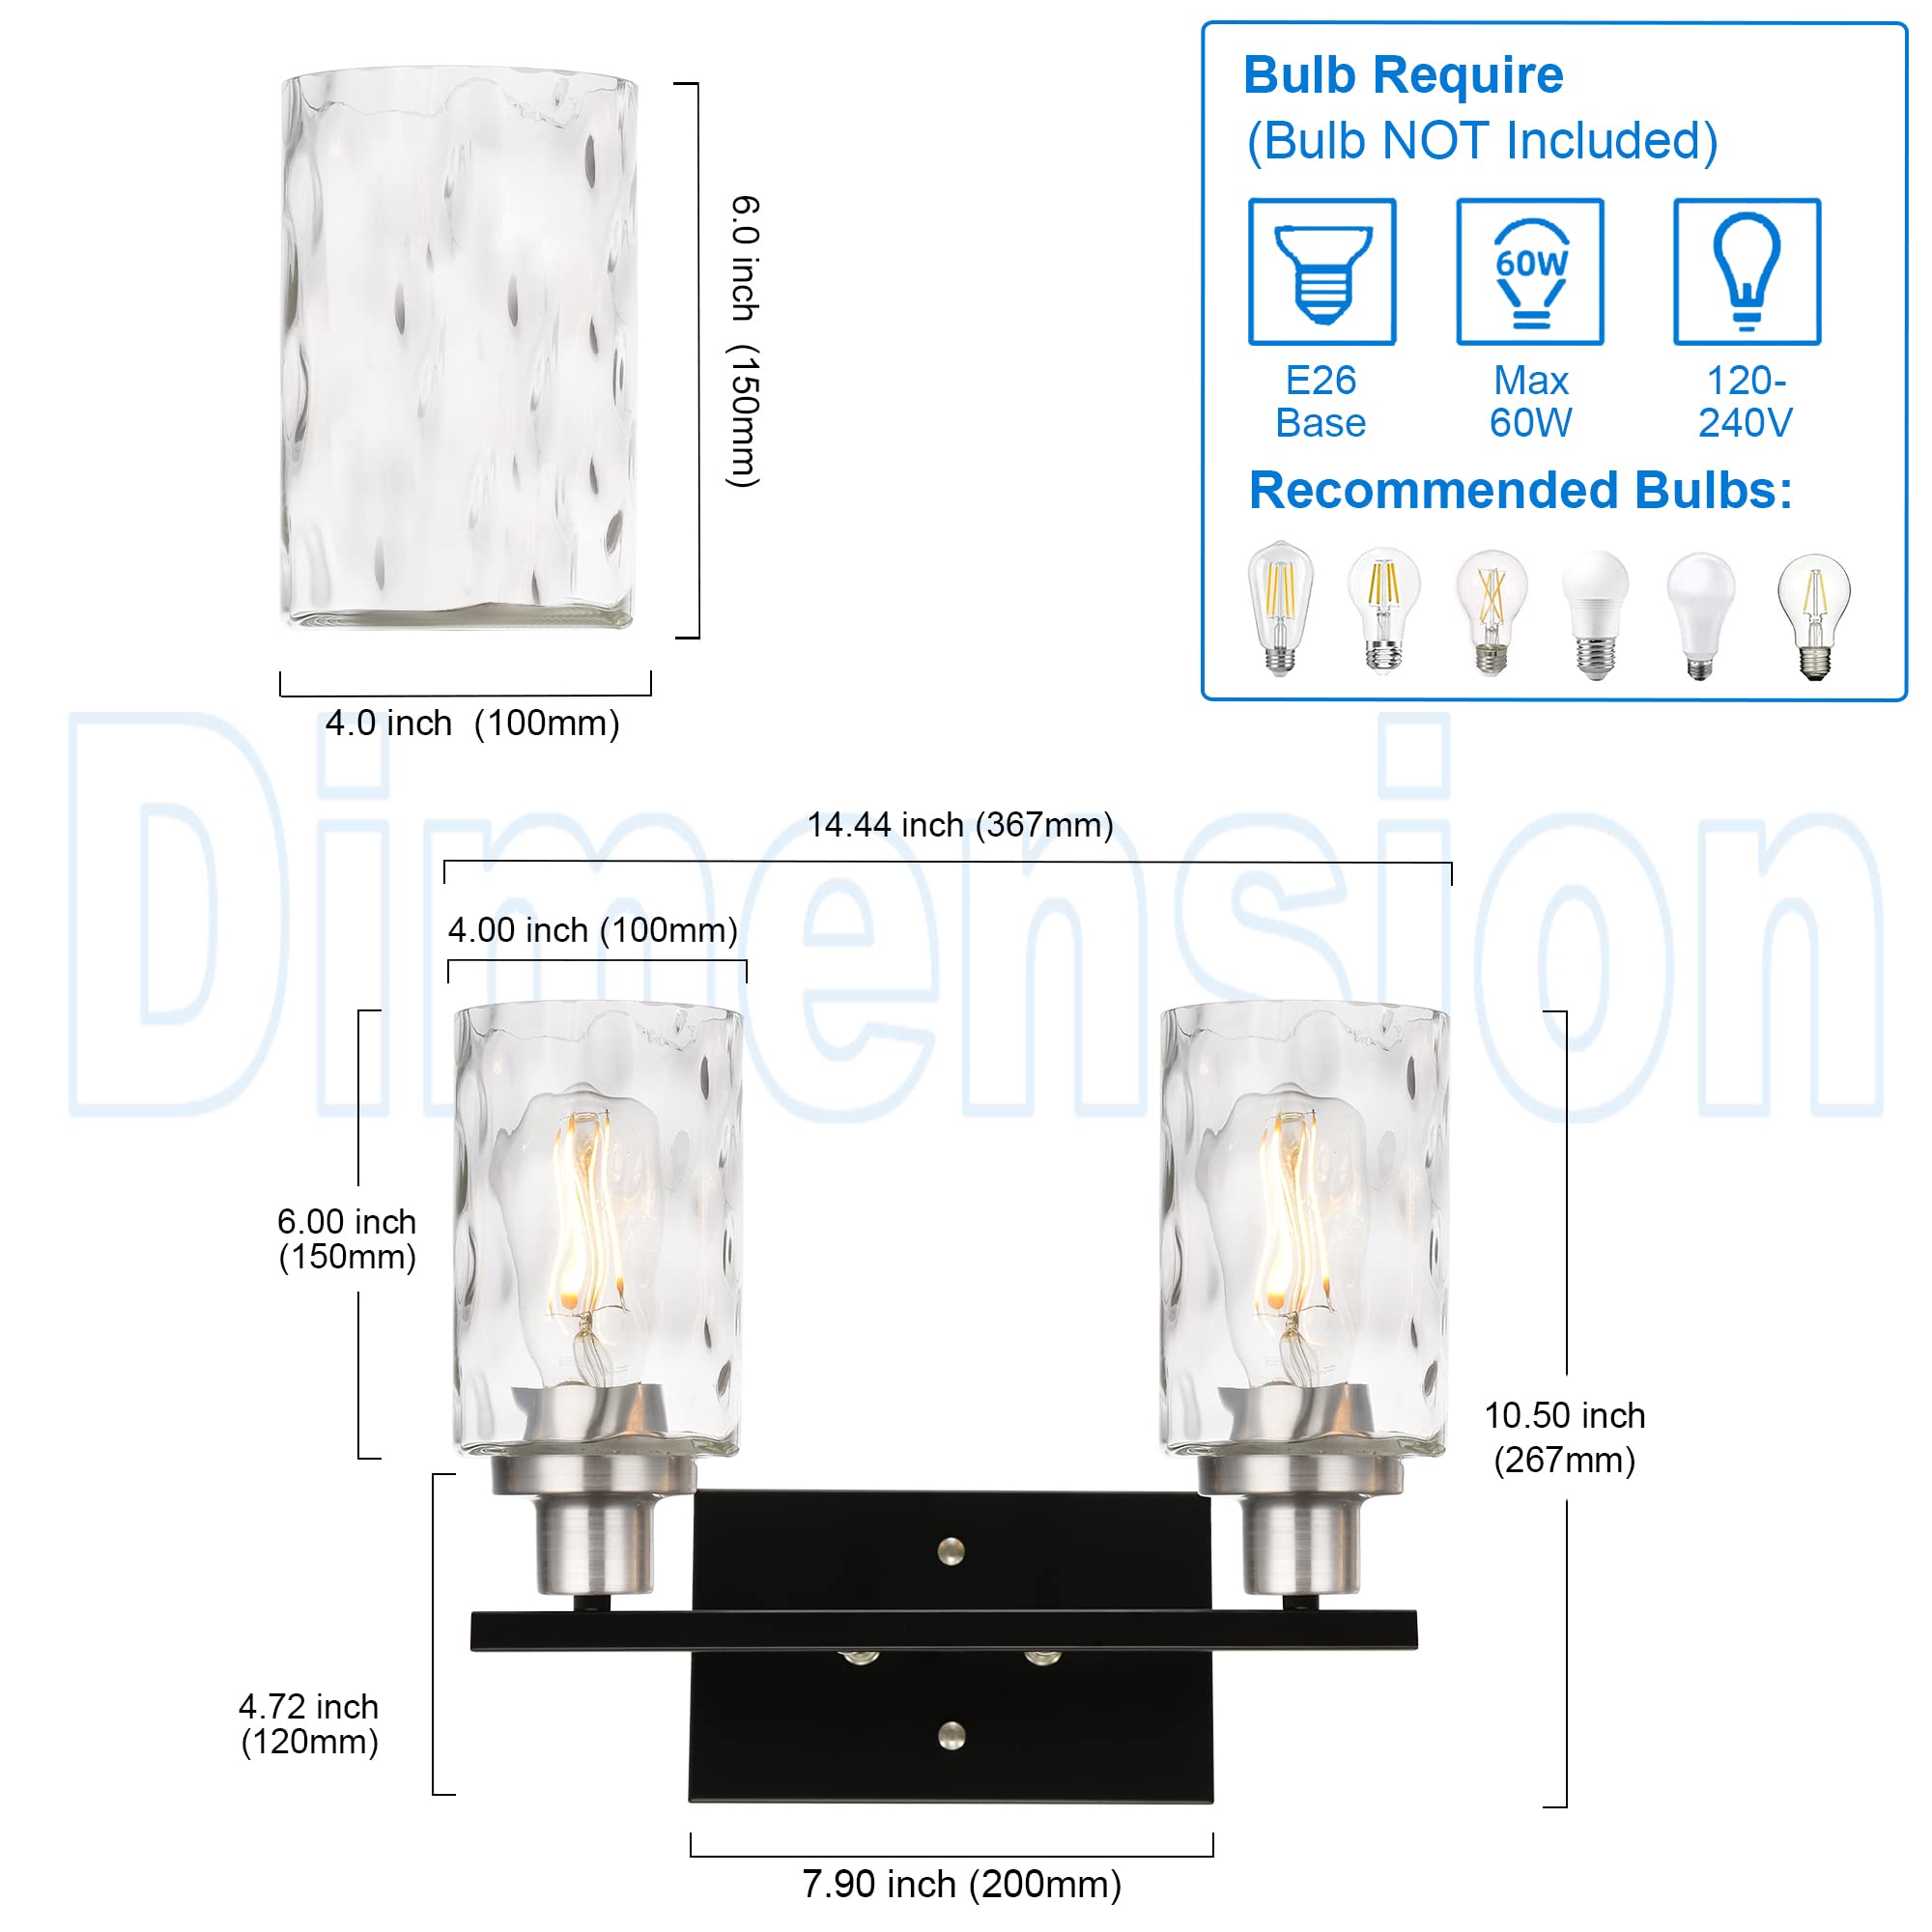 Bulb Require
(Bulb NOT Included)
60W
E26
Base
Max
60W
120-
240V
Recommended Bulbs:
6.0 inch (150mm)
4.0 inch (100mm)
Dimension
14.44 inch (367mm)
4.00 inch (100mm)
6.00 inch
(150mm)
10.50 inch
(267mm)
4.72 inch
(120mm)
7.90 inch (200mm)